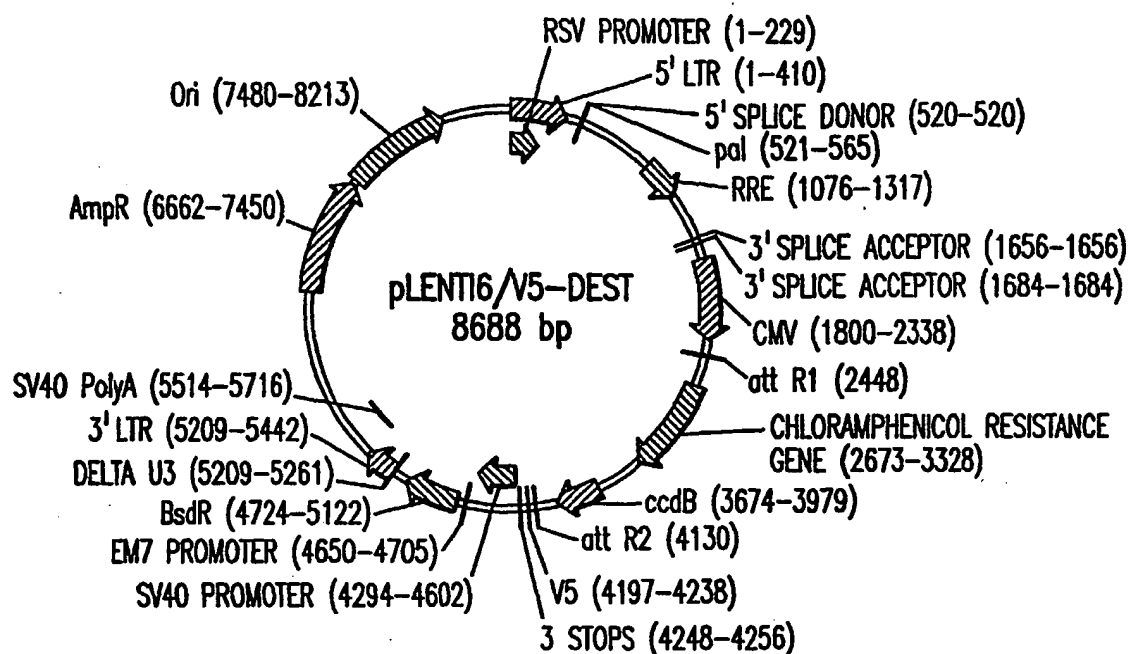 RSV PROMOTER (1-229)
5' LTR (1-410)
5' SPLICE DONOR (520-520)
pal (521-565)
RRE (1076-1317)
3' SPLICE ACCEPTOR (1656-1656)
3' SPLICE ACCEPTOR (1684-1684)
CMV (1800-2338)
att R1 (2448)
CHLORAMPHENICOL RESISTANCE
GENE (2673-3328)
ccdB (3674-3979)
att R2 (4130)
V5 (4197-4238)
3 STOPS (4248-4256)
SV40 PROMOTER (4294-4602)
EM7 PROMOTER (4650-4705)
BsdR (4724-5122)
DELTA U3 (5209-5261)
3' LTR (5209-5442)
SV40 PolyA (5514-5716)
AmpR (6662-7450)
Ori (7480-8213)
pLENTI6/V5-DEST
8688 bp